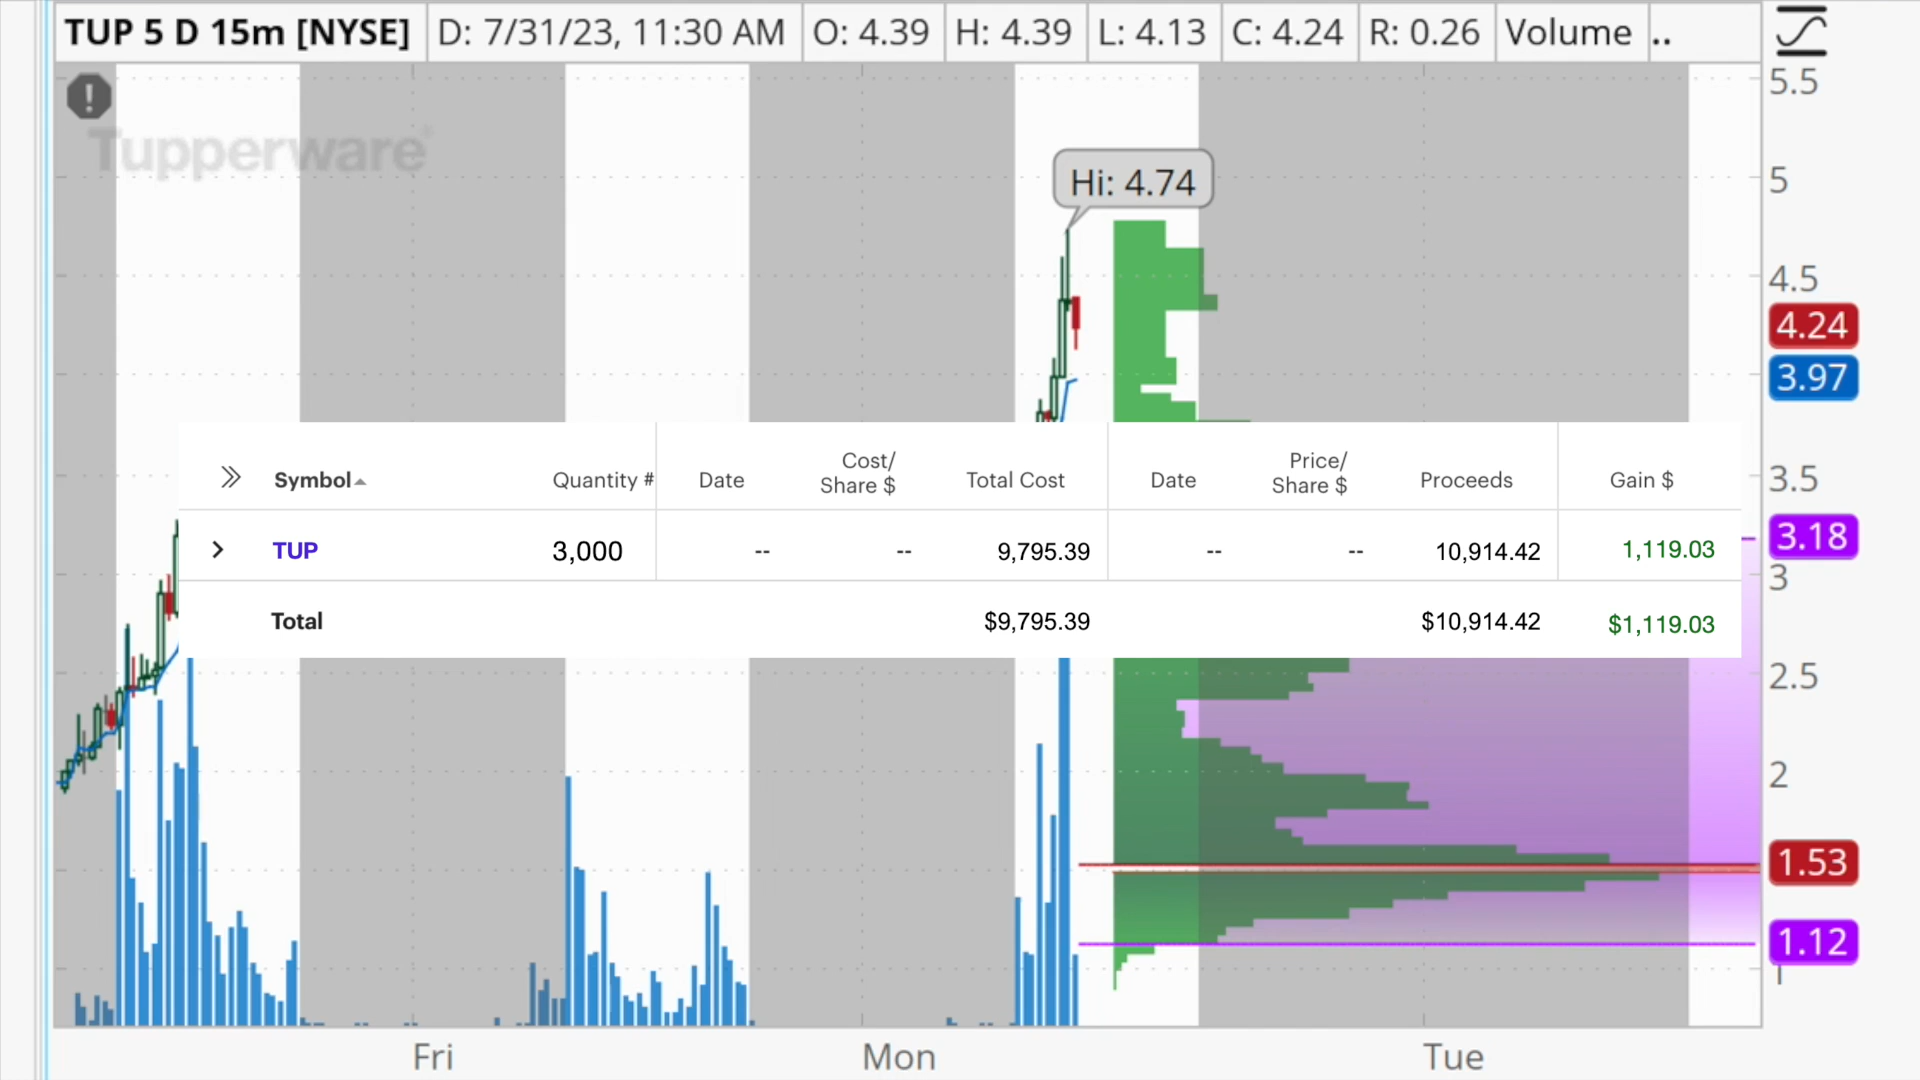 TUP 5 D 15m [NYSE] D: 7/31/23, 11:30 AM O: 4.39 H: 4.39 L: 4.13 C: 4.24 R: 0.26 Volume ..
5.5
Tupperware
Hi: 4.74
5
4.5
4.24
3.97
Symbol Quantity # Date Cost/ Share $ Total Cost Date Price/ Share $ Proceeds Gain $
3.5
TUP 3,000 -- -- 9,795.39 -- -- 10,914.42 1,119.03
3.18
3
Total $9,795.39 $10,914.42 $1,119.03
2.5
2
1.53
1.12
1
Fri Mon Tue